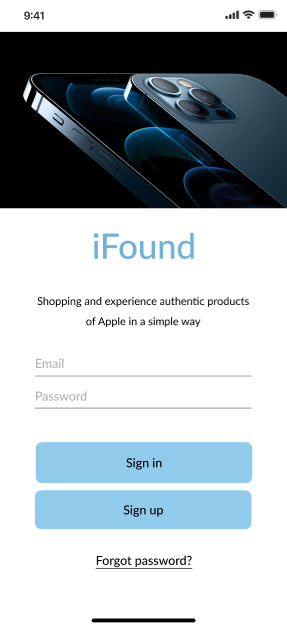 9:41
iFound
Shopping and experience authentic products
of Apple in a simple way
Email
Password
Sign in
Sign up
Forgot password?